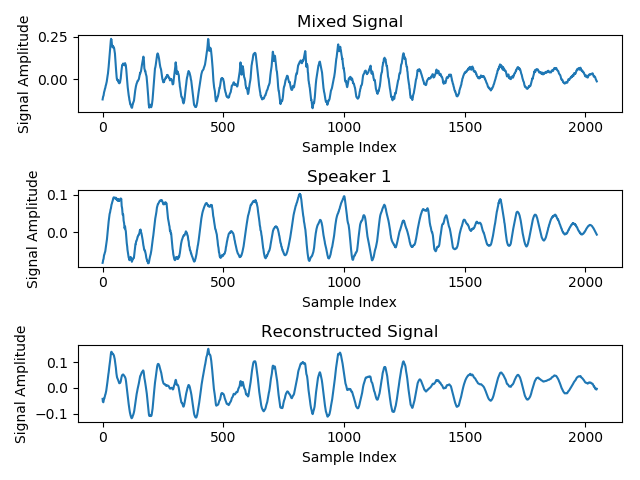 Mixed Signal
Signal Amplitude
0.25
0.00
0
500
1000
1500
2000
Sample Index
Speaker 1
Signal Amplitude
0.1
0.0
0
500
1000
1500
2000
Sample Index
Reconstructed Signal
Signal Amplitude
0.1
0.0
−0.1
0
500
1000
1500
2000
Sample Index